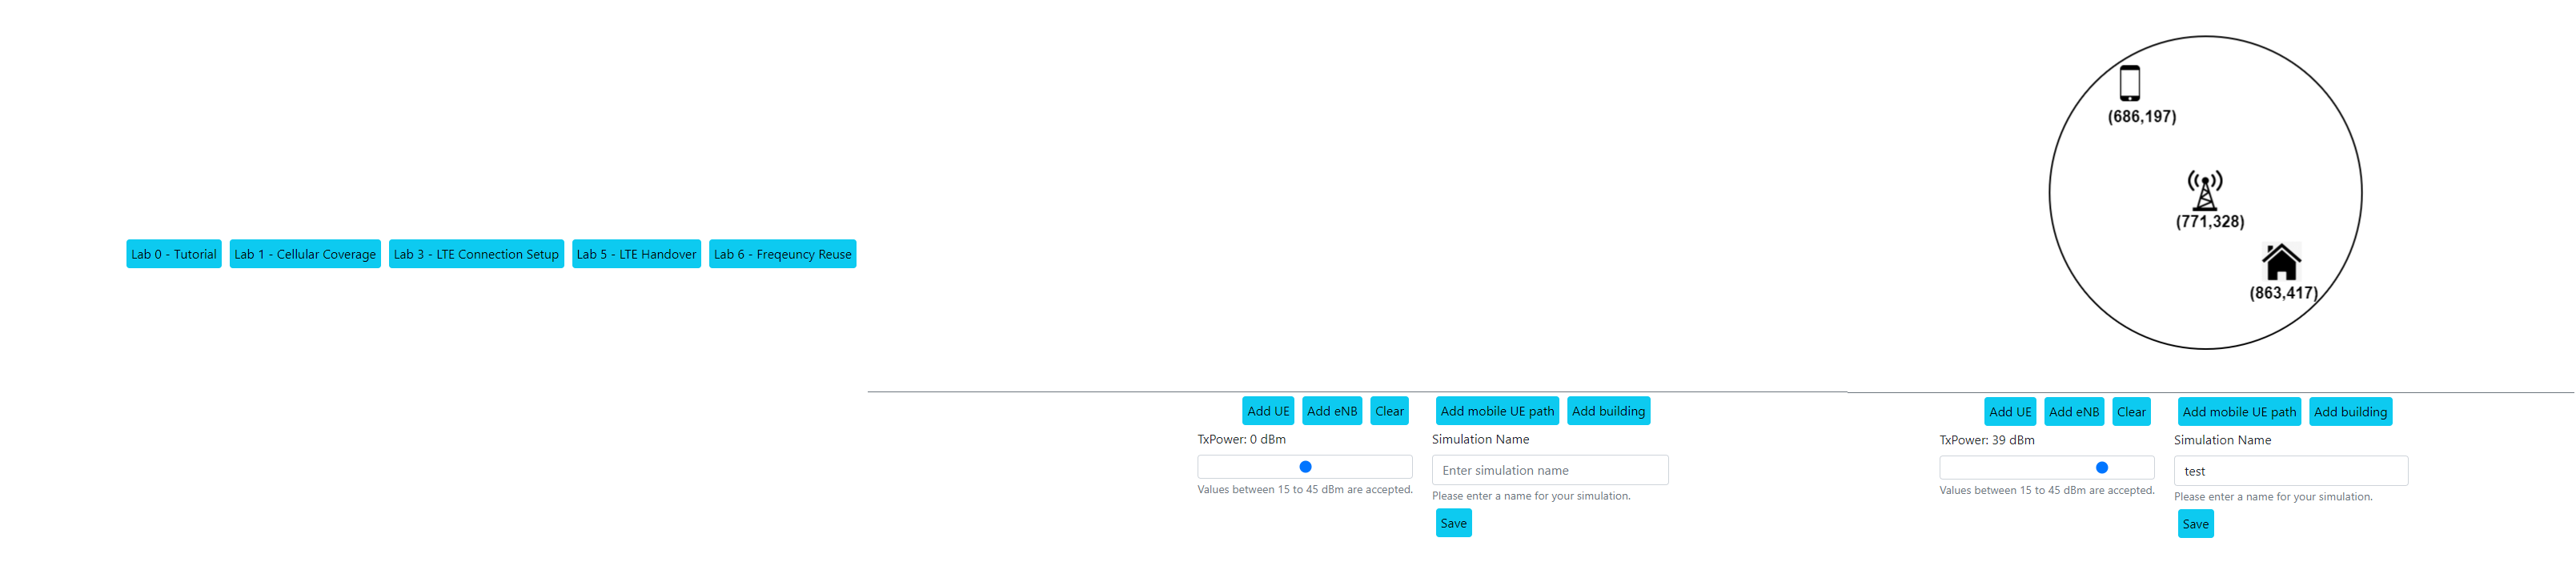 Lab 0 - Tutorial
Lab 1 - Cellular Coverage
Lab 3 - LTE Connection Setup
Lab 5 - LTE Handover
Lab 6 - Freqeuncy Reuse
Add UE
Add eNB
Clear
Add mobile UE path
Add building
TxPower: 0 dBm
Simulation Name
Enter simulation name
Values between 15 to 45 dBm are accepted.
Please enter a name for your simulation.
Save
(686,197)
(771,328)
(863,417)
Add UE
Add eNB
Clear
Add mobile UE path
Add building
TxPower: 39 dBm
Simulation Name
test
Values between 15 to 45 dBm are accepted.
Please enter a name for your simulation.
Save